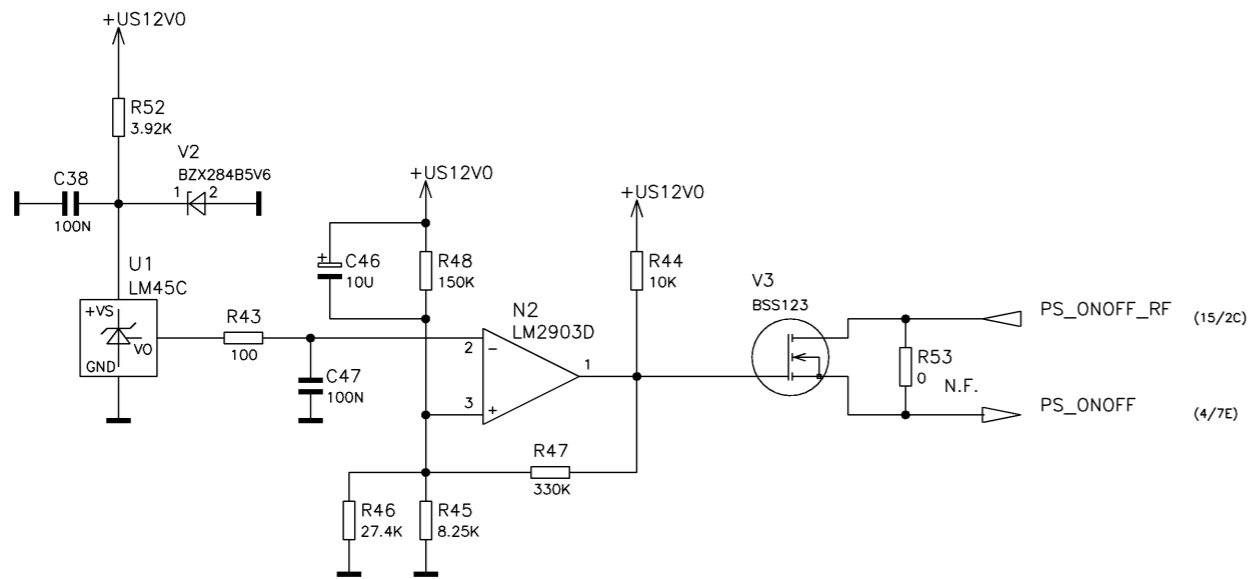 +US12V0
R52
3.92K
V2
BZX284B5V6
C38
1 2
100N
U1
LM45C
+VS
VO
GND
R43
100
C47
100N
+US12V0
+
C46
10U
R48
150K
N2
LM2903D
2 −
3 +
1
+US12V0
R44
10K
V3
BSS123
PS_ONOFF_RF (15/2C)
R53
0 N.F.
PS_ONOFF (4/7E)
R47
330K
R46
27.4K
R45
8.25K